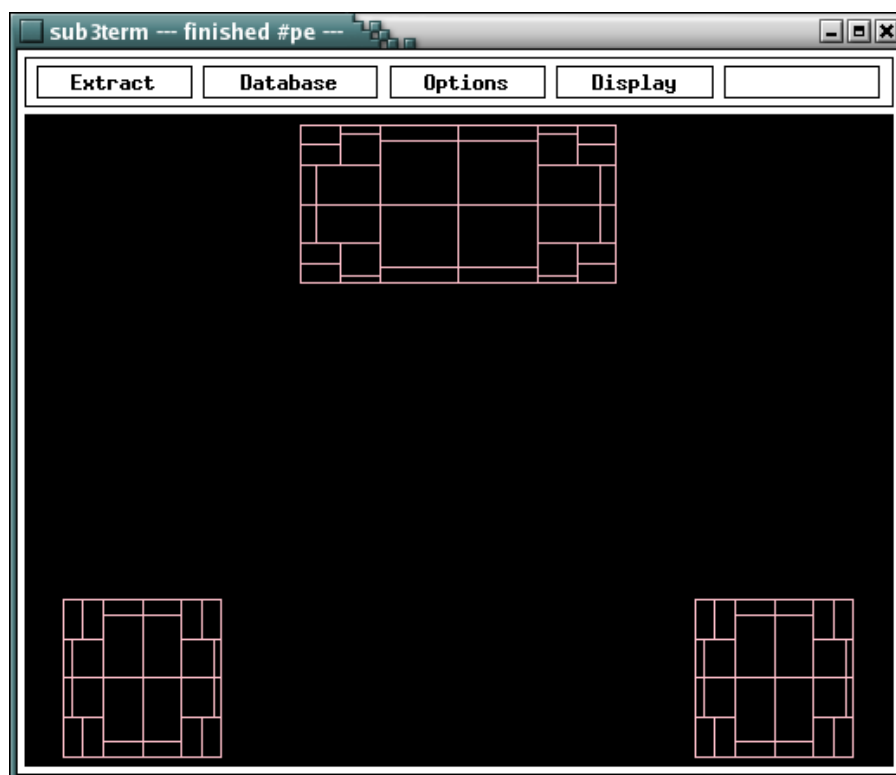 sub3term --- finished #pe ---
Extract Database Options Display